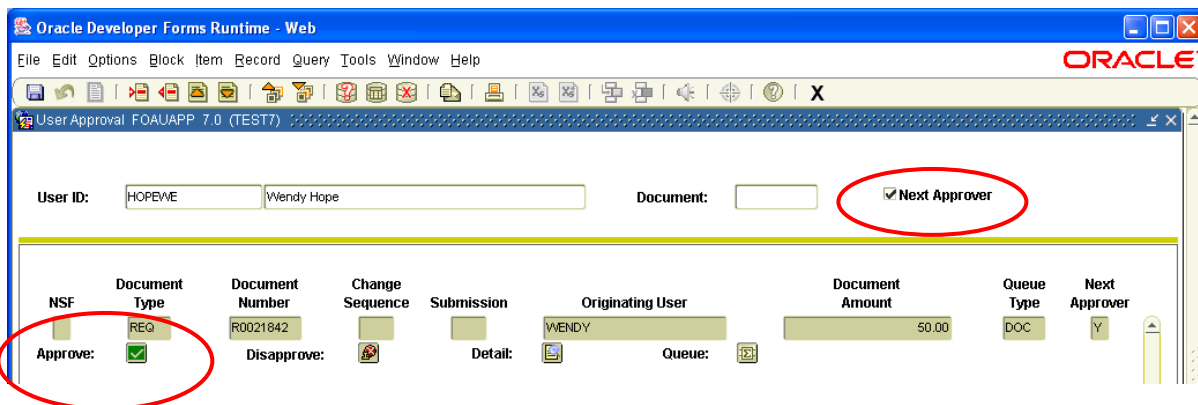 Oracle Developer Forms Runtime - Web
File Edit Options Block Item Record Query Tools Window Help
ORACLE
X
User Approval FOAUAPP 7.0 (TEST7)
User ID: HOPEWE Wendy Hope Document: Next Approver
NSF Document Type Document Number Change Sequence Submission Originating User Document Amount Queue Type Next Approver
REQ R0021842 WENDY 50.00 DOC Y
Approve: Disapprove: Detail: Queue: